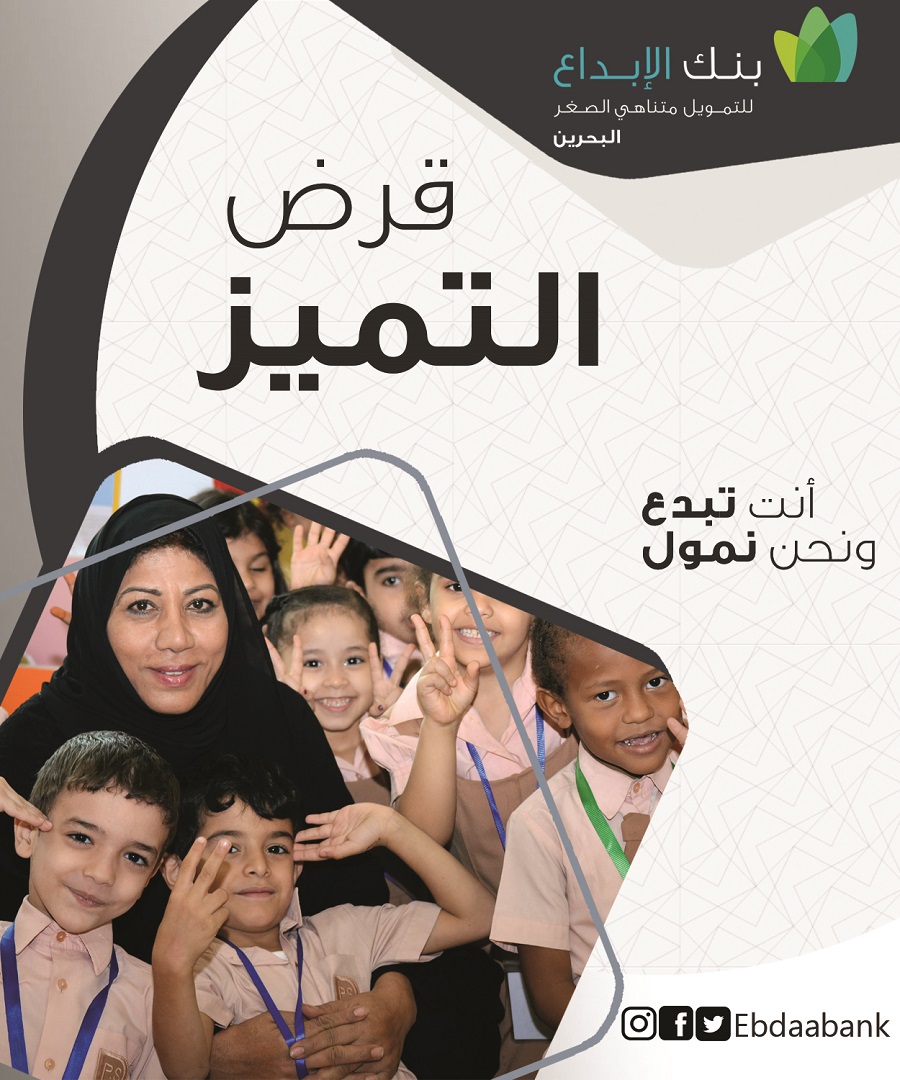 بنك الإبداع
للتمويل متناهي الصغر
البحرين
قرض
التميز
أنت تبدع
ونحن نمول
Ebdaabank